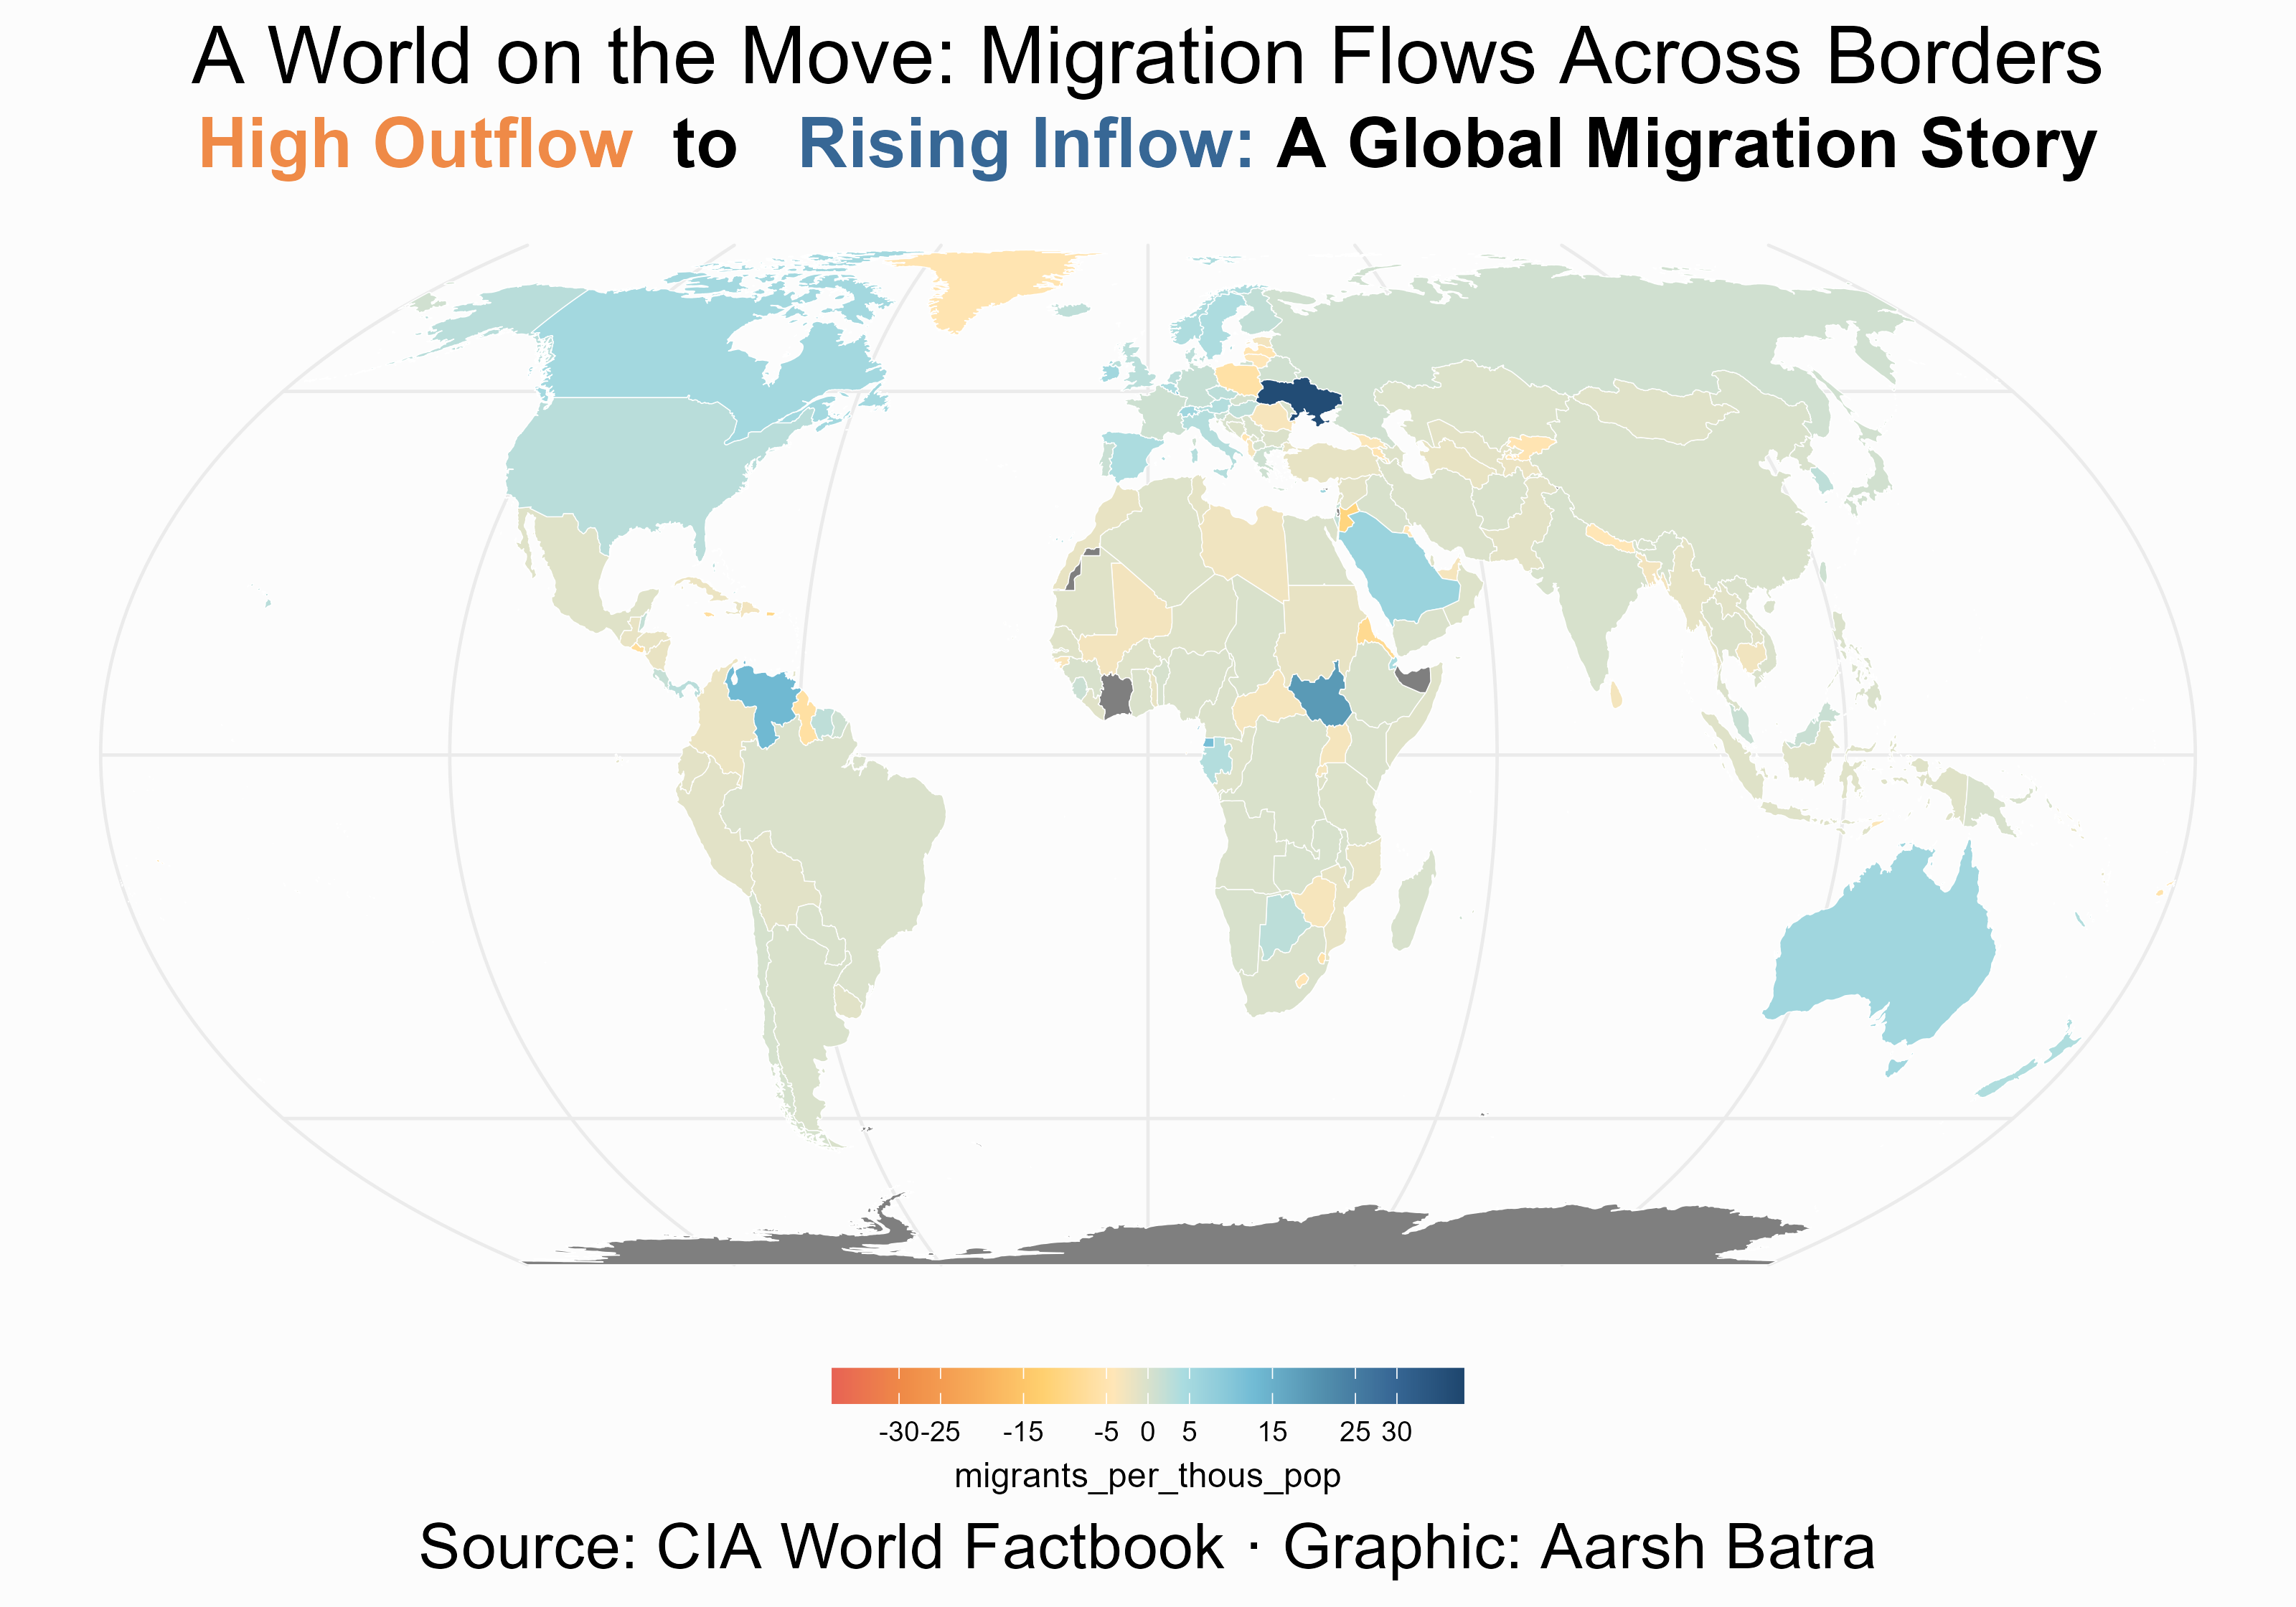 A World on the Move: Migration Flows Across Borders
High Outflow to Rising Inflow: A Global Migration Story
-30 -25 -15 -5 0 5 15 25 30
migrants_per_thous_pop
Source: CIA World Factbook · Graphic: Aarsh Batra